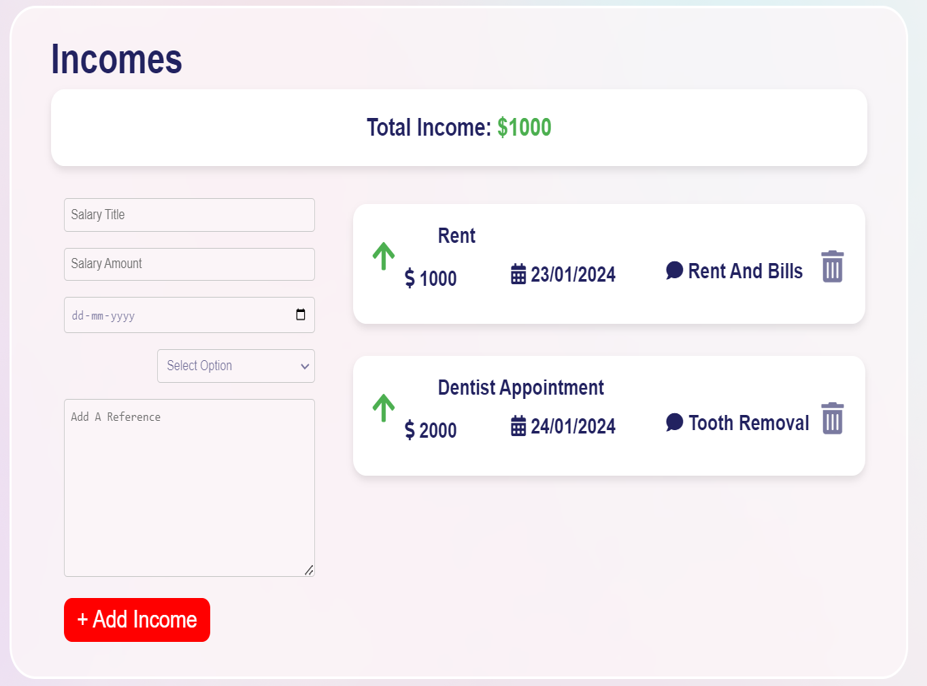 Incomes
Total Income: $1000
Salary Title
Salary Amount
dd-mm-yyyy
Select Option
Add A Reference
+ Add Income
Rent
$ 1000
23/01/2024
Rent And Bills
Dentist Appointment
$ 2000
24/01/2024
Tooth Removal